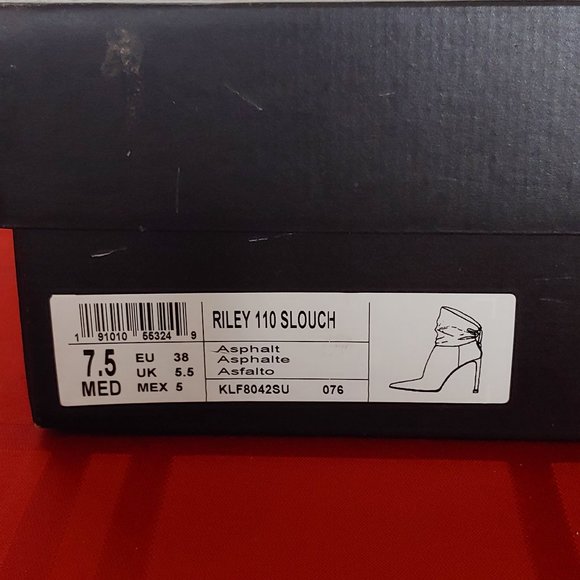 1 91010 55324 9
7.5 MED
EU 38
UK 5.5
MEX 5
RILEY 110 SLOUCH
Asphalt
Asphalte
Asfalto
KLF8042SU 076